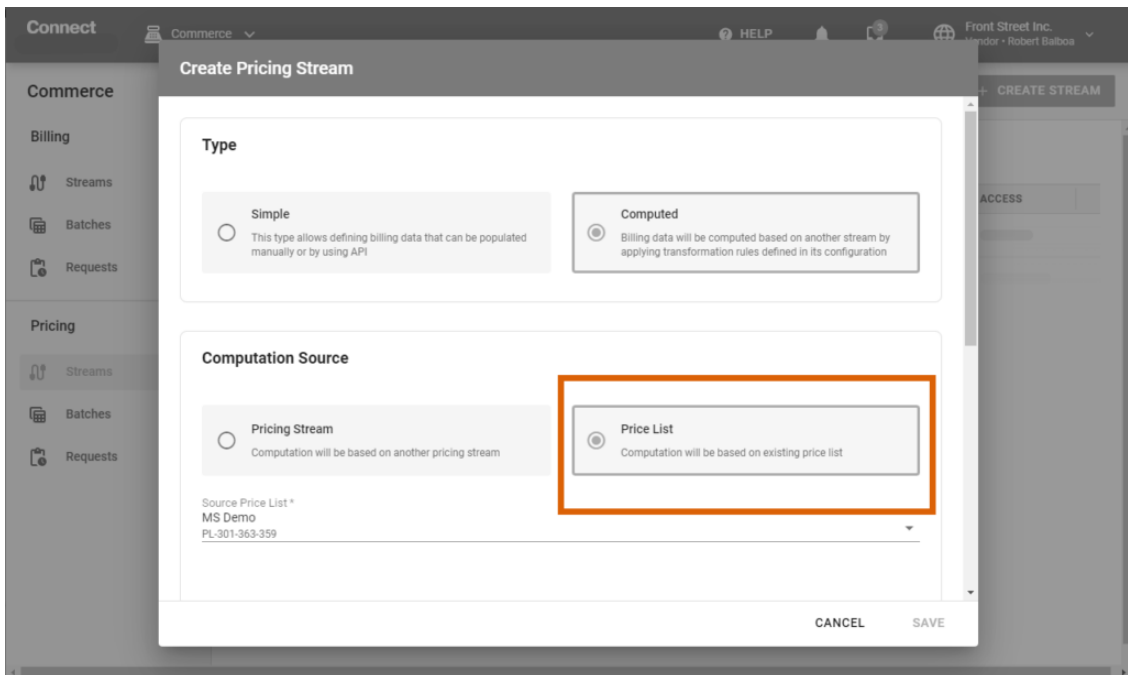 Connect
Commerce
HELP
3
Front Street Inc.
Vendor • Robert Balboa
Create Pricing Stream
Commerce
+ CREATE STREAM
Billing
Streams
Batches
Requests
Pricing
Streams
Batches
Requests
ACCESS
Type
Simple
This type allows defining billing data that can be populated
manually or by using API
Computed
Billing data will be computed based on another stream by
applying transformation rules defined in its configuration
Computation Source
Pricing Stream
Computation will be based on another pricing stream
Price List
Computation will be based on existing price list
Source Price List *
MS Demo
PL-301-363-359
CANCEL
SAVE